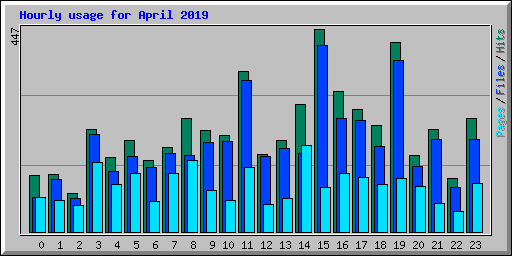 Hourly usage for April 2019
447
Pages/Files/Hits
0 1 2 3 4 5 6 7 8 9 10 11 12 13 14 15 16 17 18 19 20 21 22 23